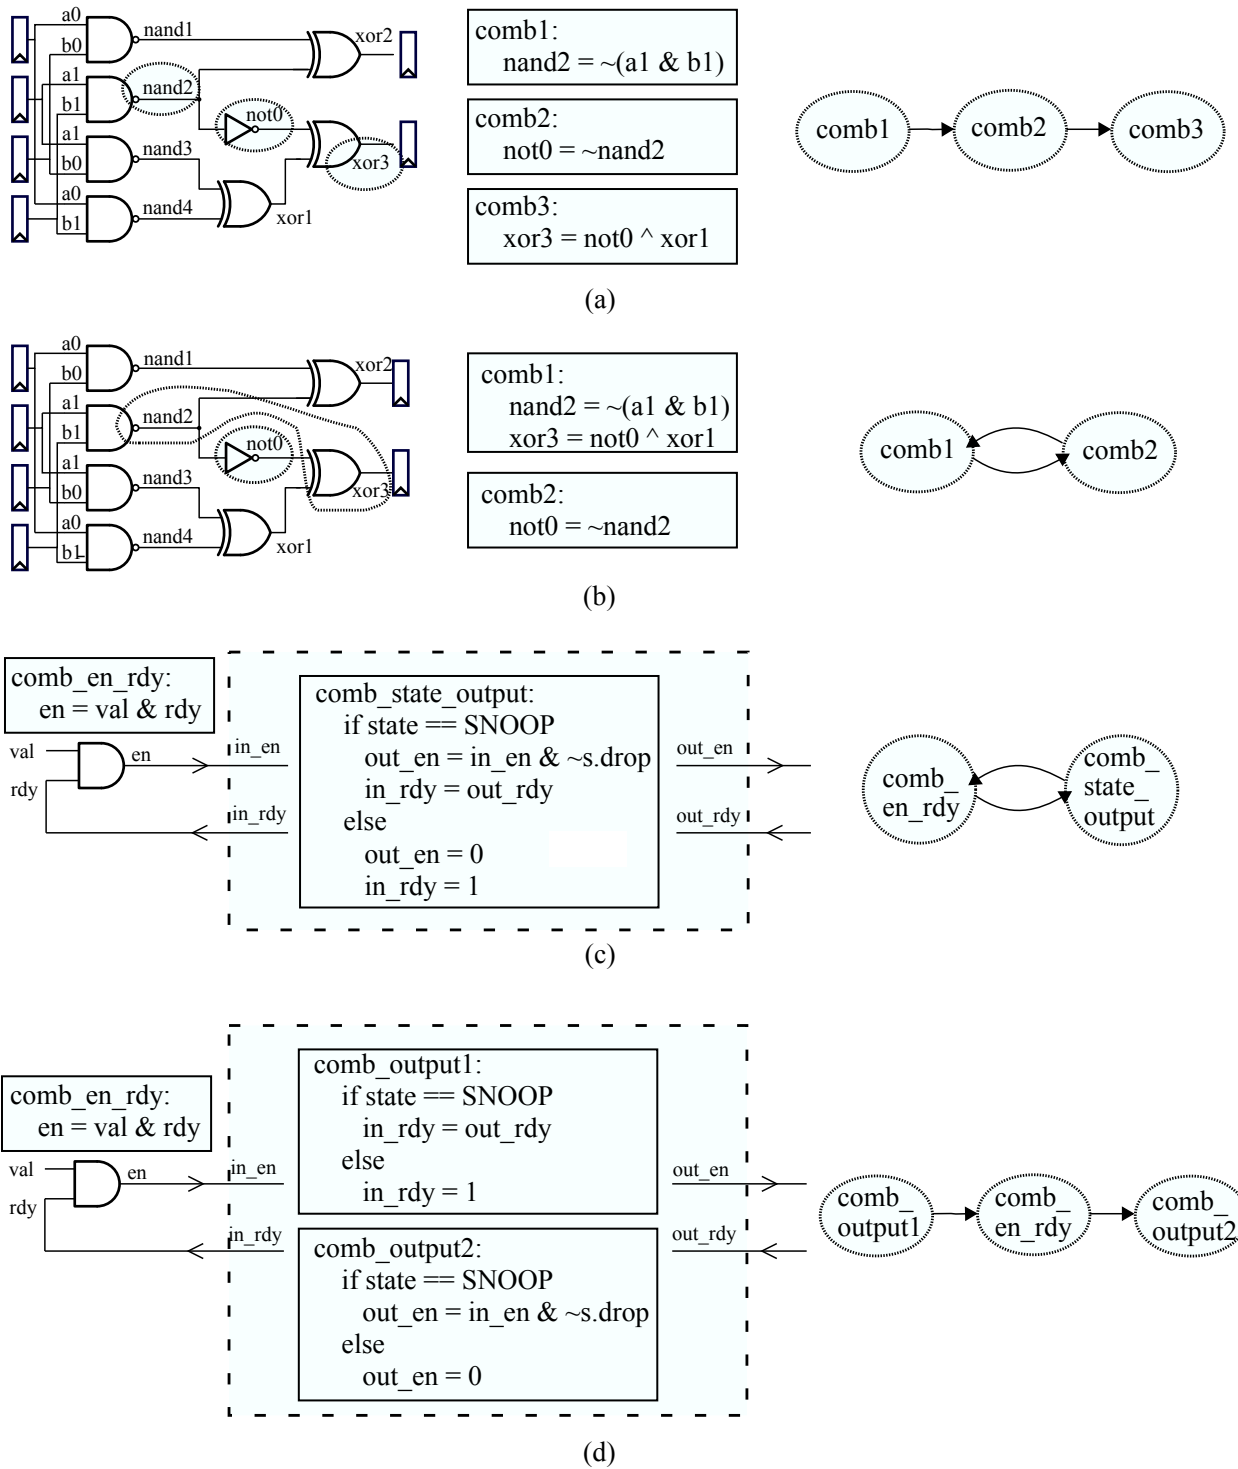 a0
nand1
b0
xor2
a1
nand2
b1
not0
a1
nand3
b0
xor3
a0
nand4
b1
xor1
comb1:
nand2 = ~(a1 & b1)
comb2:
not0 = ~nand2
comb3:
xor3 = not0 ^ xor1
comb1
comb2
comb3
(a)
a0
nand1
b0
xor2
a1
nand2
b1
not0
a1
nand3
b0
xor3
a0
nand4
b1
xor1
comb1:
nand2 = ~(a1 & b1)
xor3 = not0 ^ xor1
comb2:
not0 = ~nand2
comb1
comb2
(b)
comb_en_rdy:
en = val & rdy
val
en
rdy
in_en
in_rdy
comb_state_output:
if state == SNOOP
out_en = in_en & ~s.drop
in_rdy = out_rdy
else
out_en = 0
in_rdy = 1
out_en
out_rdy
comb_
en_rdy
comb_
state_
output
(c)
comb_en_rdy:
en = val & rdy
val
en
rdy
in_en
in_rdy
comb_output1:
if state == SNOOP
in_rdy = out_rdy
else
in_rdy = 1
comb_output2:
if state == SNOOP
out_en = in_en & ~s.drop
else
out_en = 0
out_en
out_rdy
comb_
output1
comb_
en_rdy
comb_
output2
(d)